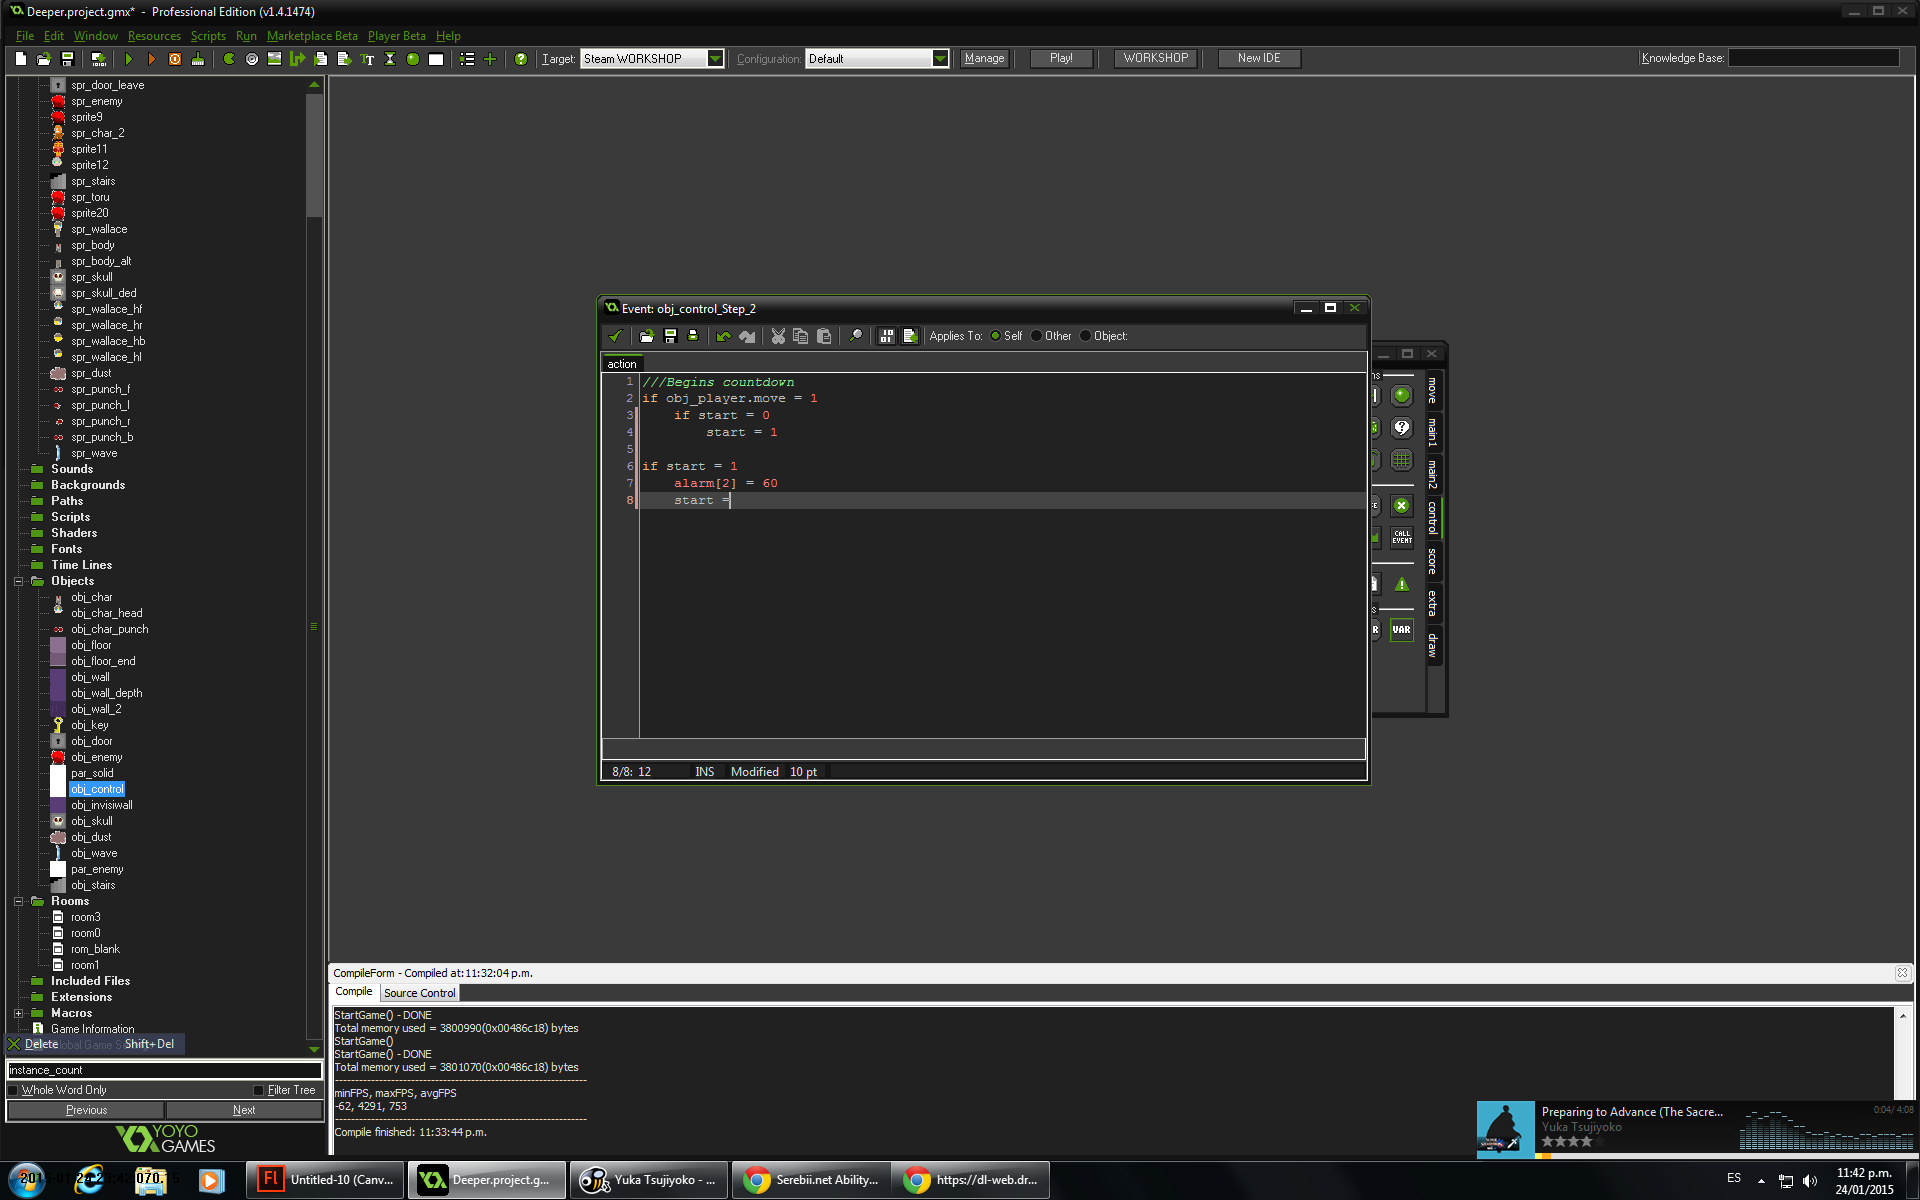 Deeper.project.gmx* - Professional Edition (v1.4.1474)
File Edit Window Resources Scripts Run Marketplace Beta Player Beta Help
Target: Steam WORKSHOP Configuration: Default Manage Play! WORKSHOP New IDE Knowledge Base:
spr_door_leave
spr_enemy
sprite9
spr_char_2
sprite11
sprite12
spr_stairs
spr_toru
sprite20
spr_wallace
spr_body
spr_body_alt
spr_skull
spr_skull_ded
spr_wallace_hf
spr_wallace_hr
spr_wallace_hb
spr_wallace_hl
spr_dust
spr_punch_f
spr_punch_l
spr_punch_r
spr_punch_b
spr_wave
Sounds
Backgrounds
Paths
Scripts
Shaders
Fonts
Time Lines
Objects
obj_char
obj_char_head
obj_char_punch
obj_floor
obj_floor_end
obj_wall
obj_wall_depth
obj_wall_2
obj_key
obj_door
obj_enemy
par_solid
obj_control
obj_invisiwall
obj_skull
obj_dust
obj_wave
par_enemy
obj_stairs
Rooms
room3
room0
rom_blank
room1
Included Files
Extensions
Macros
Game Information
Delete Shift+Del
instance_count
Whole Word Only Filter Tree
Previous Next
YOYO
GAMES
Event: obj_control_Step_2
Applies To: Self Other Object:
action
1 ///Begins countdown
2 if obj_player.move = 1
3 if start = 0
4 start = 1
5
6 if start = 1
7 alarm[2] = 60
8 start =
8/8: 12 INS Modified 10 pt
move
main1
main2
control
score
extra
draw
CALL
EVENT
VAR
CompileForm - Compiled at: 11:32:04 p.m.
Compile Source Control
StartGame() - DONE
Total memory used = 3800990(0x00486c18) bytes
StartGame()
StartGame() - DONE
Total memory used = 3801070(0x00486c18) bytes
minFPS, maxFPS, avgFPS
-62, 4291, 753
Compile finished: 11:33:44 p.m.
Preparing to Advance (The Sacre...
0:04/ 4:08
Yuka Tsujiyoko
Untitled-10 (Canv...
Deeper.project.g...
Yuka Tsujiyoko - ...
Serebii.net Ability...
https://dl-web.dr...
ES
11:42 p.m.
24/01/2015